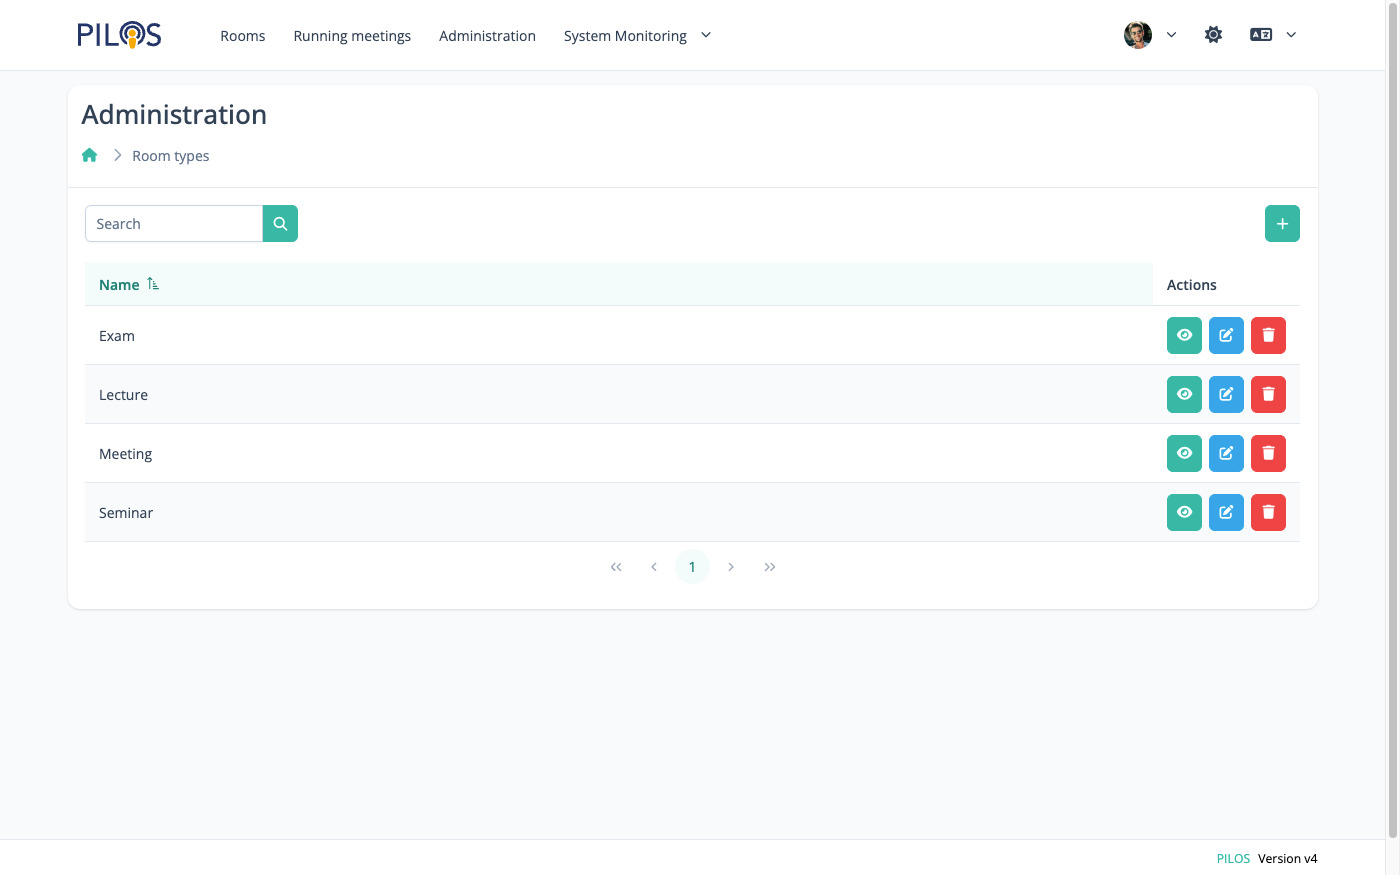 PILOS Rooms Running meetings Administration System Monitoring
Administration
Room types
Search
Name Actions
Exam
Lecture
Meeting
Seminar
1
PILOS Version v4